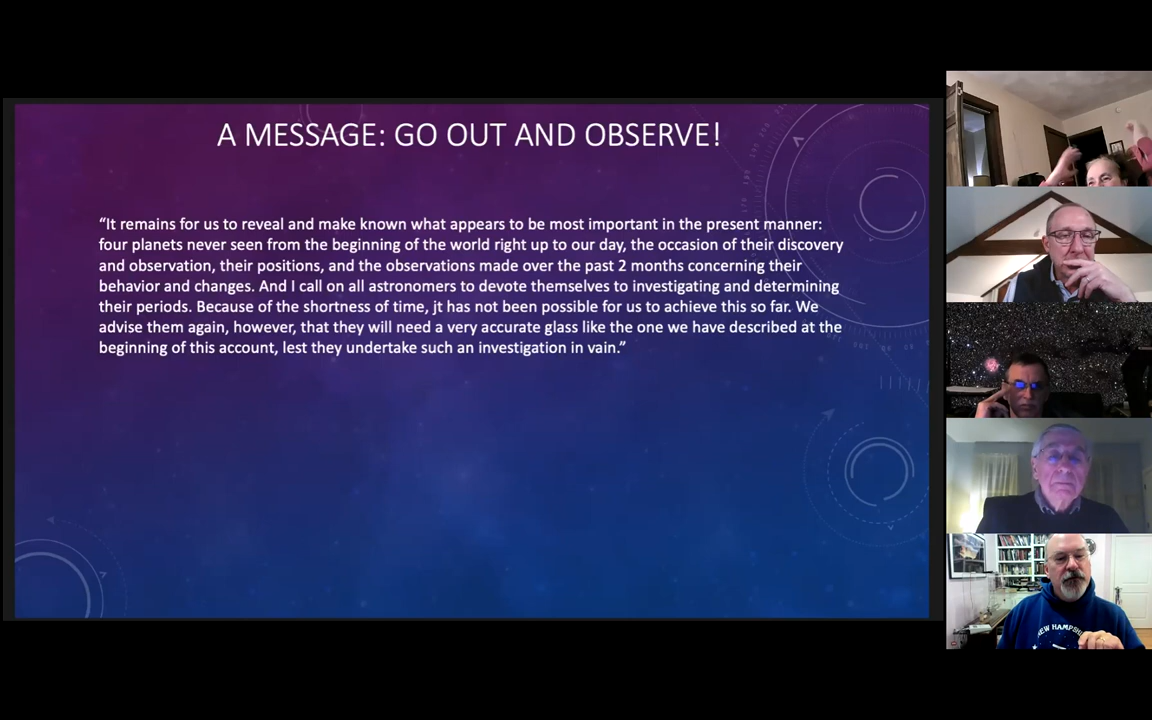 A MESSAGE: GO OUT AND OBSERVE!
“It remains for us to reveal and make known what appears to be most important in the present manner:
four planets never seen from the beginning of the world right up to our day, the occasion of their discovery
and observation, their positions, and the observations made over the past 2 months concerning their
behavior and changes. And I call on all astronomers to devote themselves to investigating and determining
their periods. Because of the shortness of time, jt has not been possible for us to achieve this so far. We
advise them again, however, that they will need a very accurate glass like the one we have described at the
beginning of this account, lest they undertake such an investigation in vain.”
NEW HAMPSHI